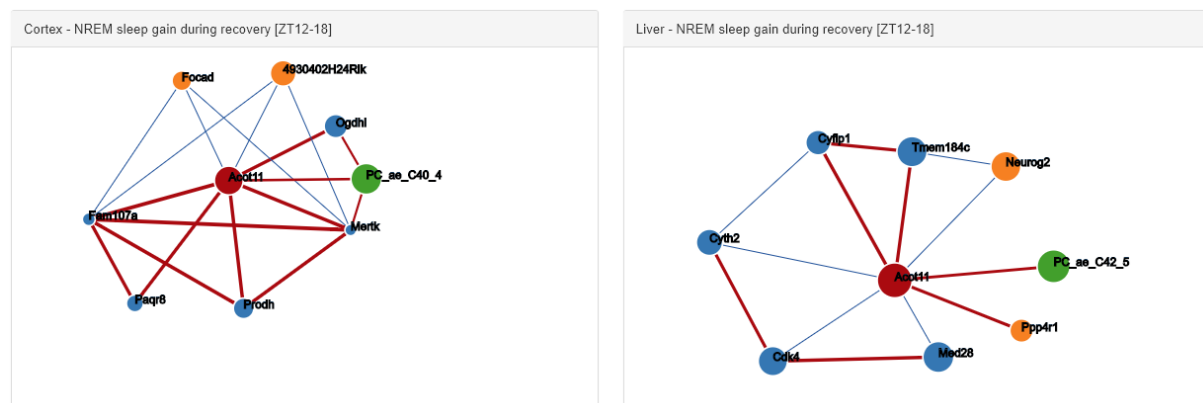 Cortex - NREM sleep gain during recovery [ZT12-18]
Focad
4930402H24Rik
Ogdhl
Acot11
PC_ae_C40_4
Fam107a
Mertk
Paqr8
Prodh
Liver - NREM sleep gain during recovery [ZT12-18]
Cyfip1
Tmem184c
Neurog2
Cyth2
Acot11
PC_ae_C42_5
Ppp4r1
Cdk4
Med28